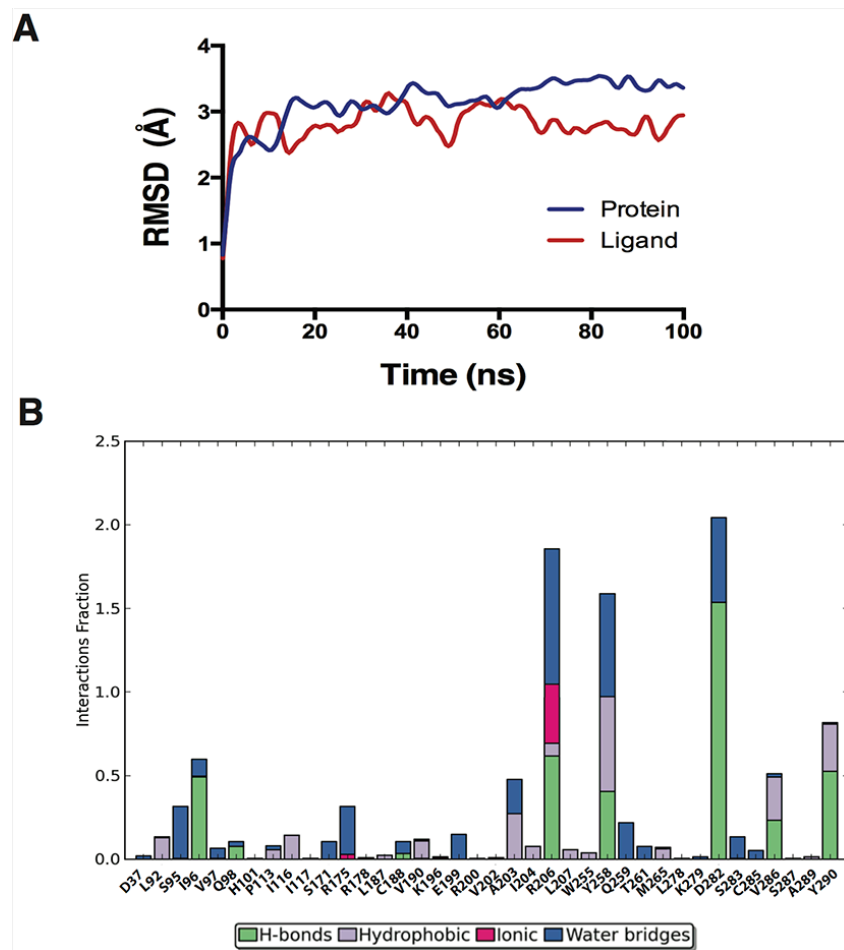 A
RMSD (Å)
4
3
2
1
0
Protein
Ligand
0 20 40 60 80 100
Time (ns)
B
Interactions Fraction
2.5
2.0
1.5
1.0
0.5
0.0
D37 L92 S95 I96 V97 Q98 H101 P113 I116 I117 S171 R175 R178 L187 C188 V190 K196 E199 R200 V202 A203 I204 R206 L207 W255 Y258 Q259 T261 M265 L278 K279 D282 S283 C285 V286 S287 A289 Y290
H-bonds Hydrophobic Ionic Water bridges